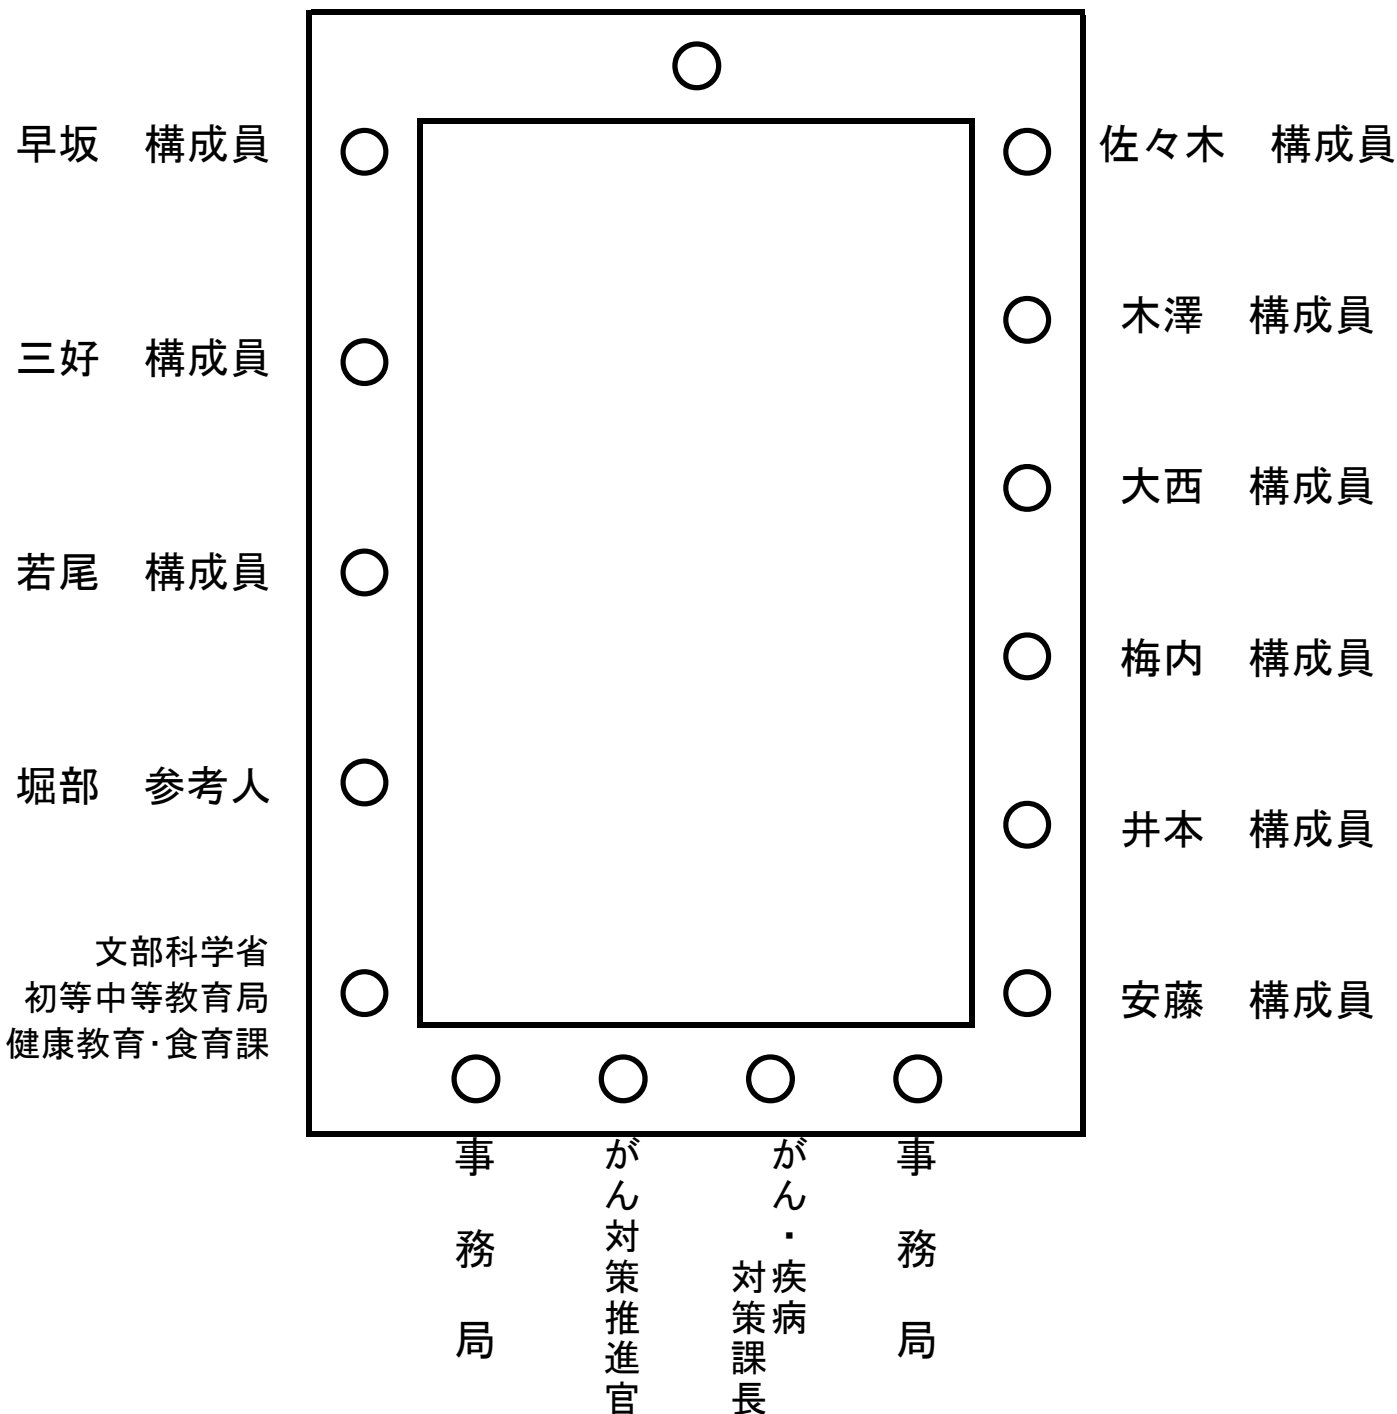 早坂　構成員
三好　構成員
若尾　構成員
堀部　参考人
文部科学省
初等中等教育局
健康教育・食育課
佐々木　構成員
木澤　構成員
大西　構成員
梅内　構成員
井本　構成員
安藤　構成員
事務局
がん対策推進官
がん・疾病
対策課長
事務局